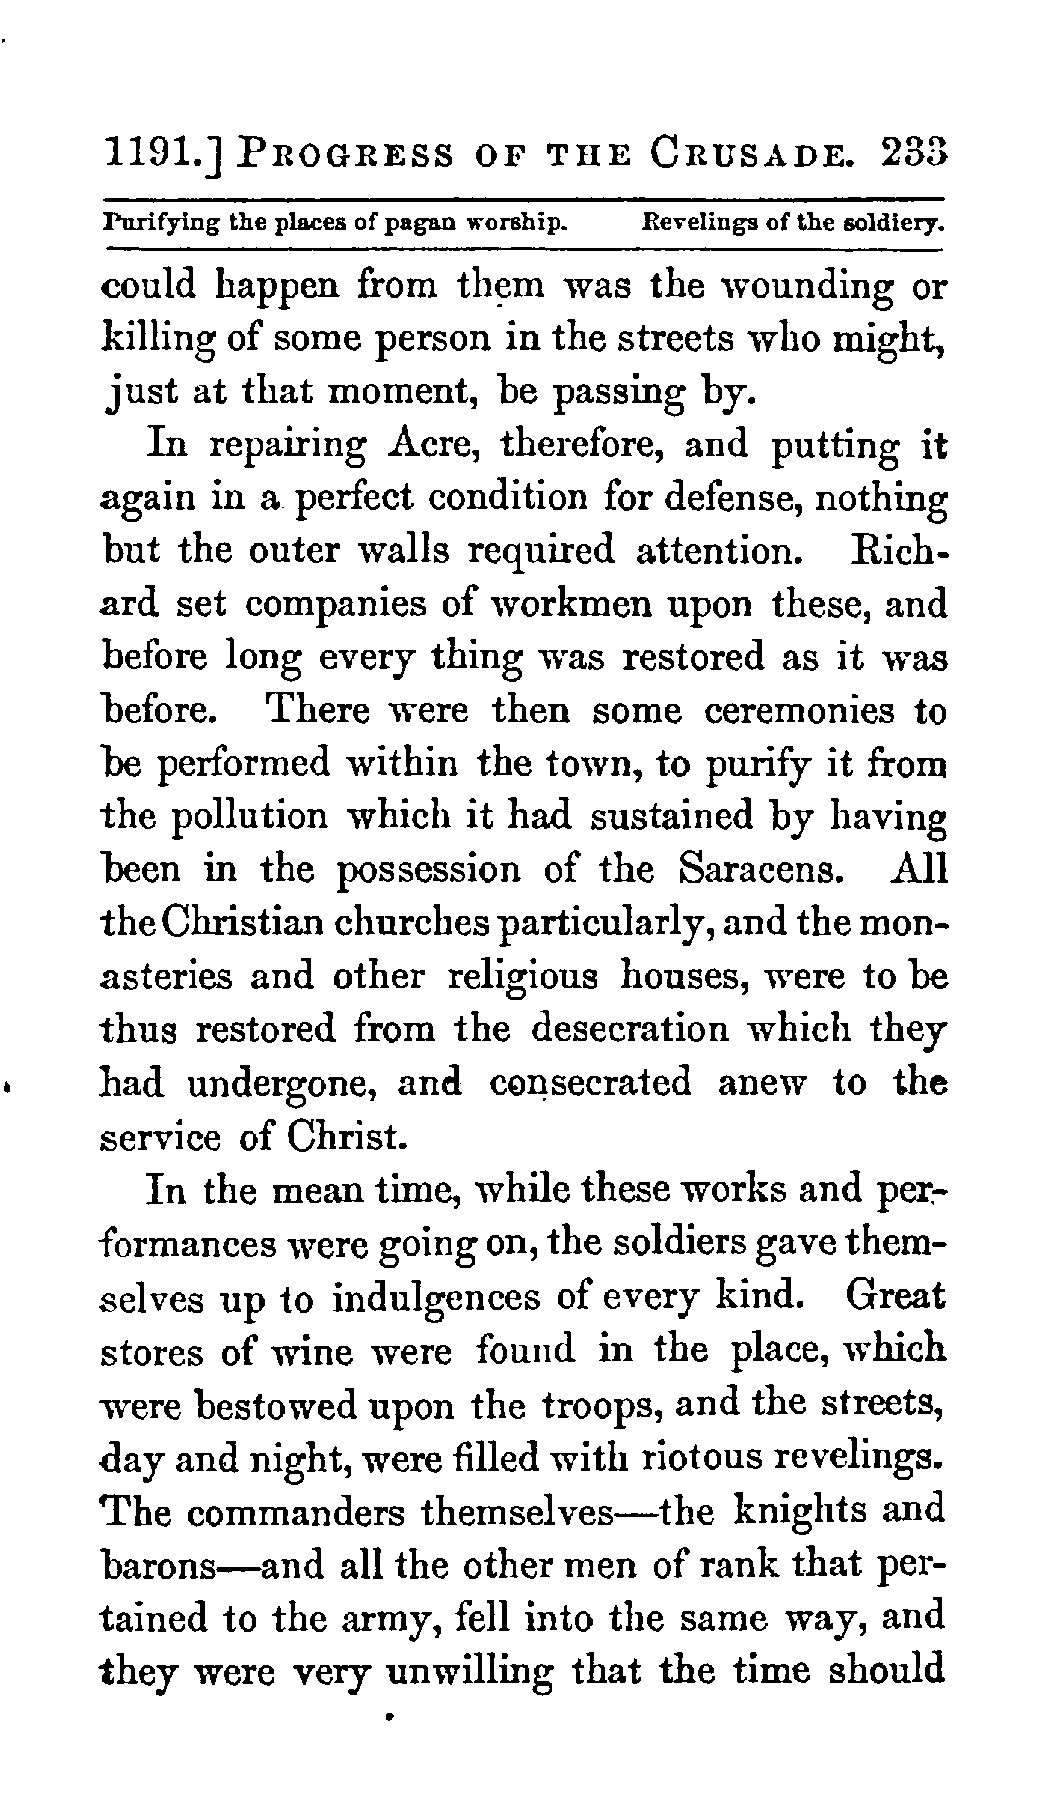 1191.] PROGRESS OF THE CRUSADE. 233
Purifying the places of pagan worship. Revelings of the soldiery.
could happen from them was the wounding or
killing of some person in the streets who might,
just at that moment, be passing by.
In repairing Acre, therefore, and putting it
again in a perfect condition for defense, nothing
but the outer walls required attention. Rich-
ard set companies of workmen upon these, and
before long every thing was restored as it was
before. There were then some ceremonies to
be performed within the town, to purify it from
the pollution which it had sustained by having
been in the possession of the Saracens. All
the Christian churches particularly, and the mon-
asteries and other religious houses, were to be
thus restored from the desecration which they
had undergone, and consecrated anew to the
service of Christ.
In the mean time, while these works and per-
formances were going on, the soldiers gave them-
selves up to indulgences of every kind. Great
stores of wine were found in the place, which
were bestowed upon the troops, and the streets,
day and night, were filled with riotous revelings.
The commanders themselves—the knights and
barons—and all the other men of rank that per-
tained to the army, fell into the same way, and
they were very unwilling that the time should